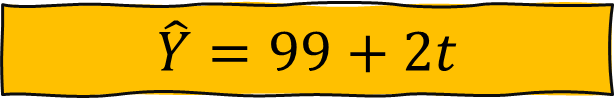 Ŷ = 99 + 2t